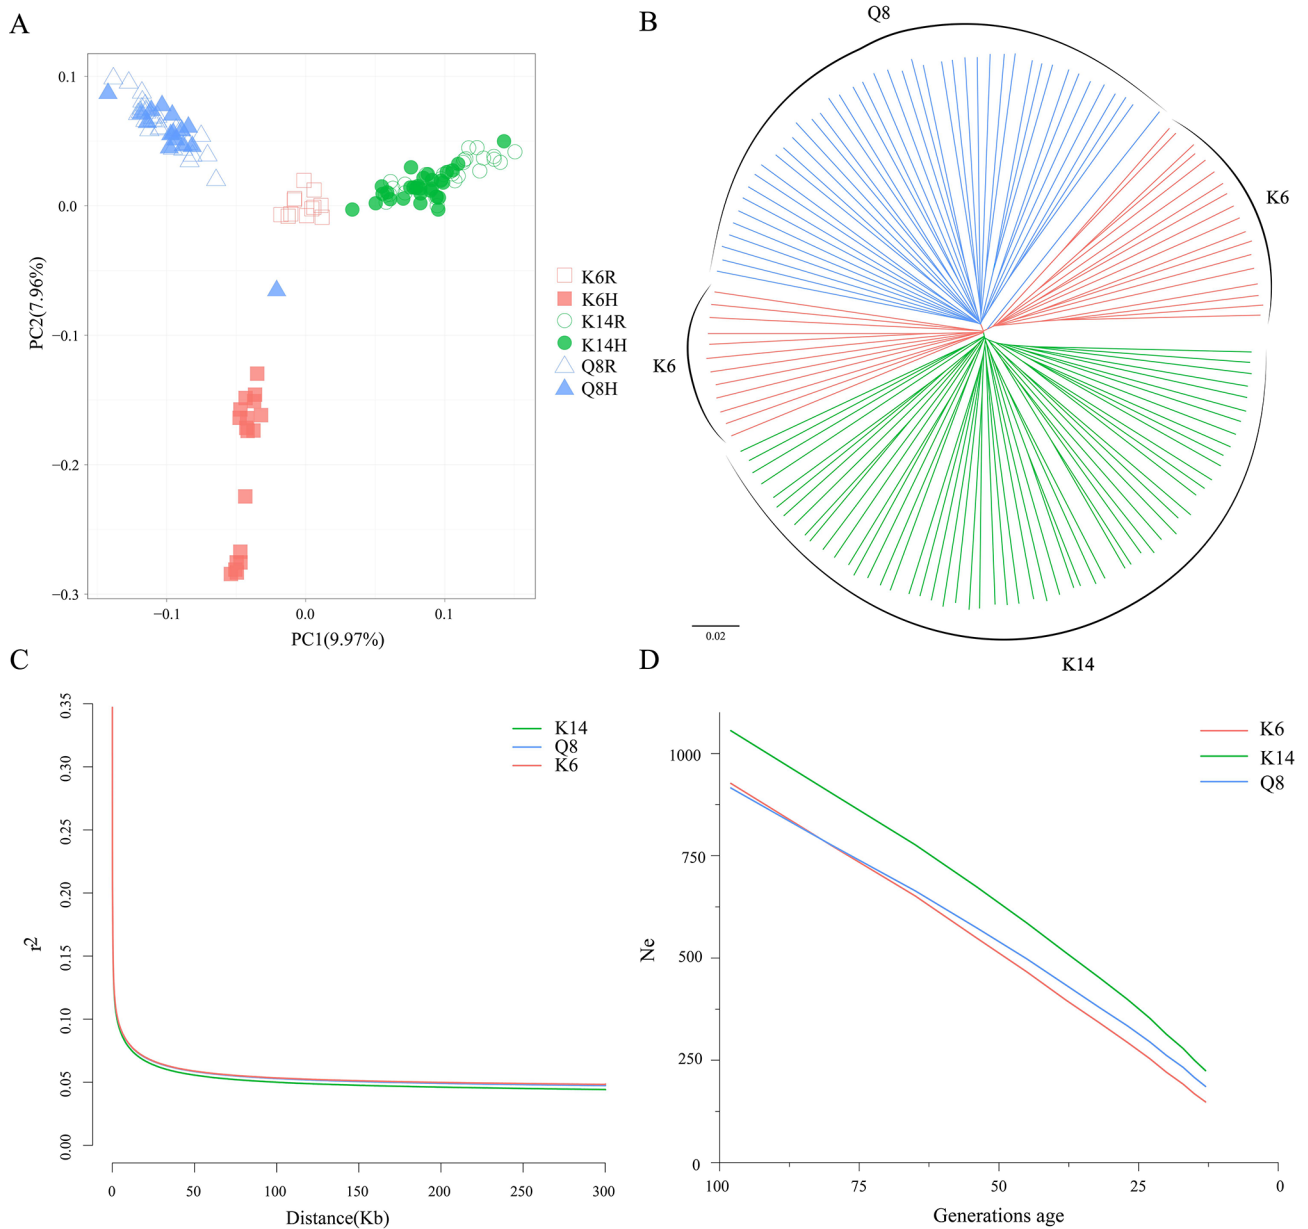 A
0.1
0.0
−0.1
−0.2
−0.3
PC2(7.96%)
−0.1
0.0
0.1
PC1(9.97%)
K6R
K6H
K14R
K14H
Q8R
Q8H
B
Q8
K6
K6
K14
0.02
C
0.35
0.30
0.25
0.20
0.15
0.10
0.05
0.00
r2
0
50
100
150
200
250
300
Distance(Kb)
K14
Q8
K6
D
1000
750
500
250
0
Ne
100
75
50
25
0
Generations age
K6
K14
Q8